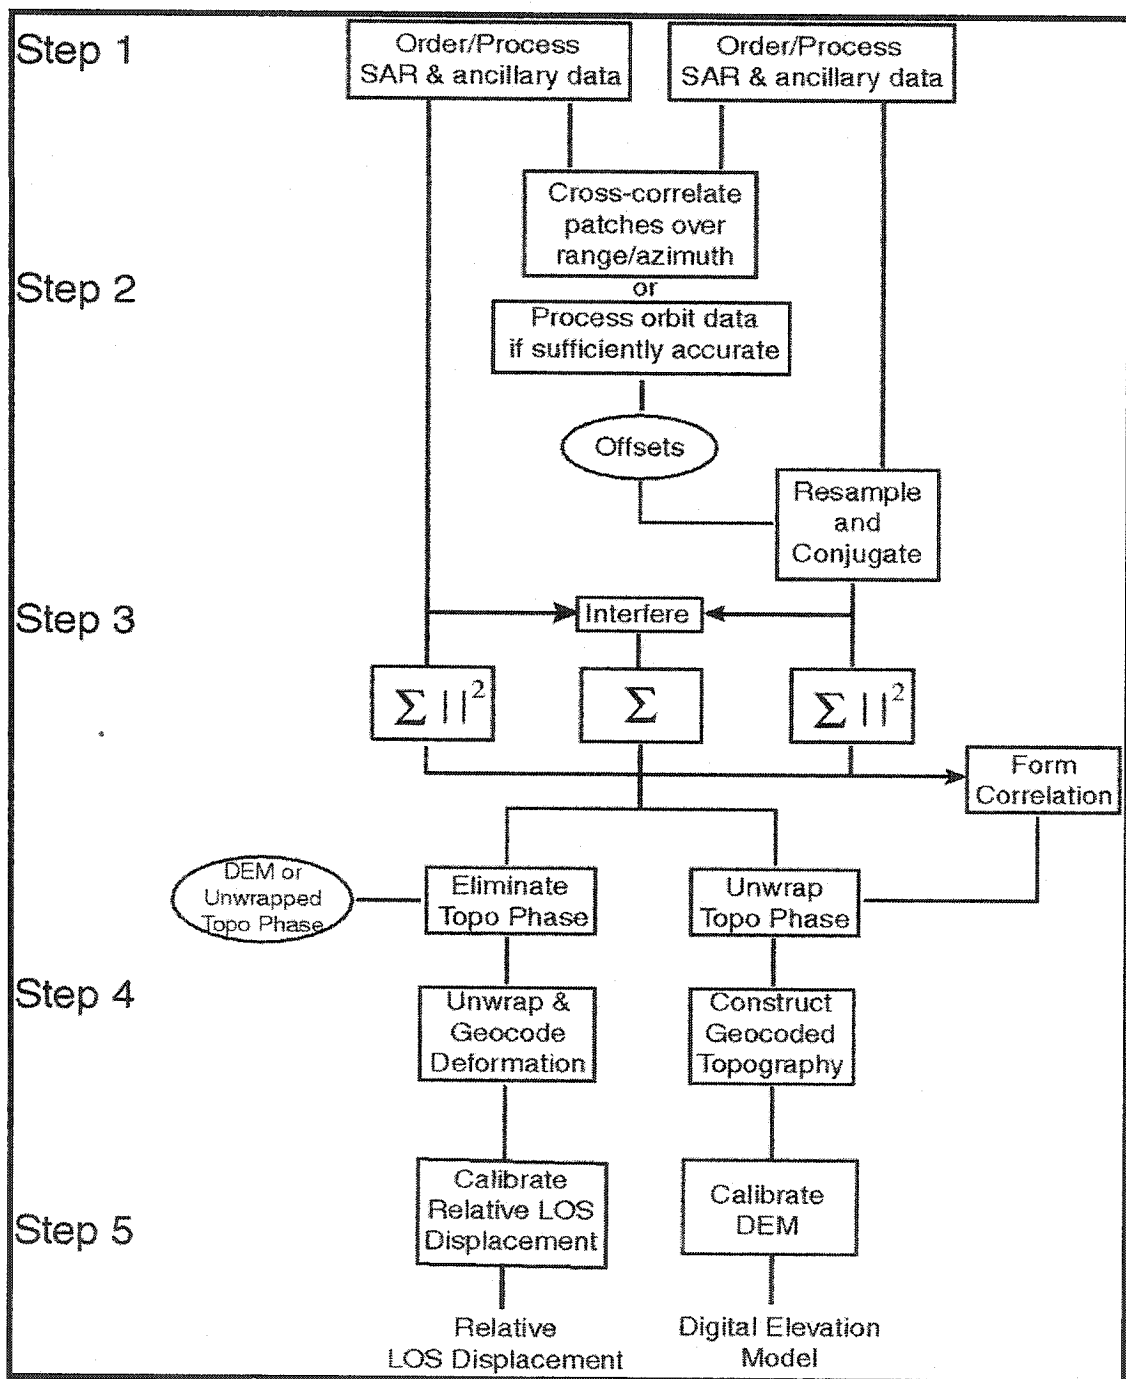 Step 1
Order/Process
SAR & ancillary data
Order/Process
SAR & ancillary data
Cross-correlate
patches over
range/azimuth
Step 2
or
Process orbit data
if sufficiently accurate
Offsets
Resample
and
Conjugate
Step 3
Interfere
Σ | |²
Σ
Σ | |²
Form
Correlation
DEM or
Unwrapped
Topo Phase
Eliminate
Topo Phase
Unwrap
Topo Phase
Step 4
Unwrap &
Geocode
Deformation
Construct
Geocoded
Topography
Step 5
Calibrate
Relative LOS
Displacement
Calibrate
DEM
Relative
LOS Displacement
Digital Elevation
Model